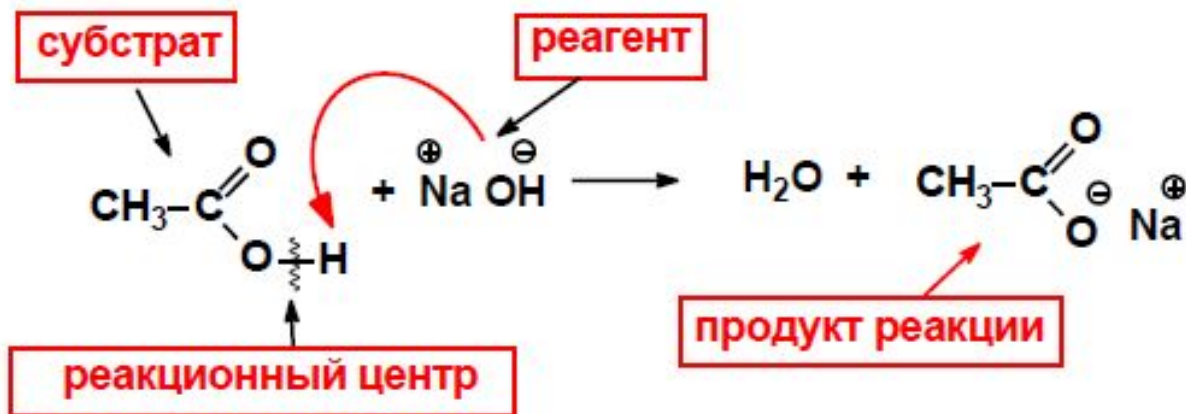 субстрат
реагент
CH₃–C
O
O
H
+ Na⊕ OH⊖ → H₂O + CH₃–C
O
O⊖ Na⊕
реакционный центр
продукт реакции